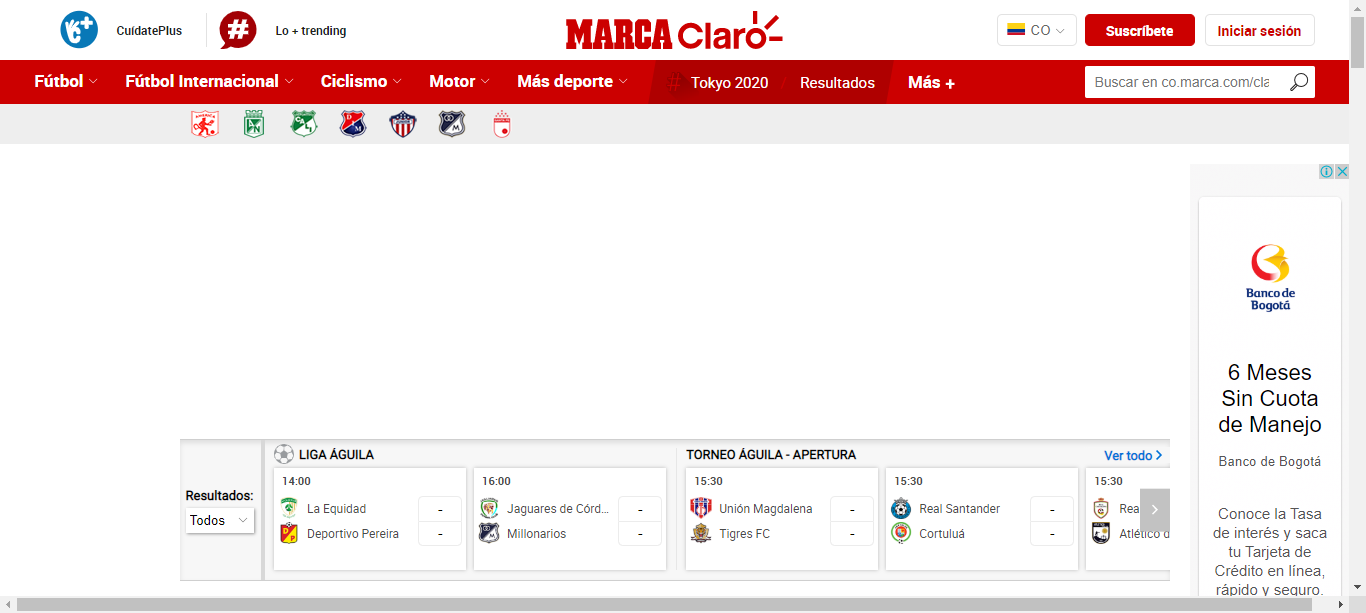 CuídatePlus
Lo + trending
MARCA Claro
CO
Suscríbete
Iniciar sesión
Fútbol
Fútbol Internacional
Ciclismo
Motor
Más deporte
# Tokyo 2020 / Resultados
Más +
Buscar en co.marca.com/cla
Banco de
Bogotá
6 Meses
Sin Cuota
de Manejo
Banco de Bogotá
Conoce la Tasa
de interés y saca
tu Tarjeta de
Crédito en línea,
rápido y seguro.
Resultados:
Todos
LIGA ÁGUILA
14:00
La Equidad -
Deportivo Pereira -
16:00
Jaguares de Córd... -
Millonarios -
TORNEO ÁGUILA - APERTURA
Ver todo
15:30
Unión Magdalena -
Tigres FC -
15:30
Real Santander -
Cortuluá -
15:30
Rea
Atlético d